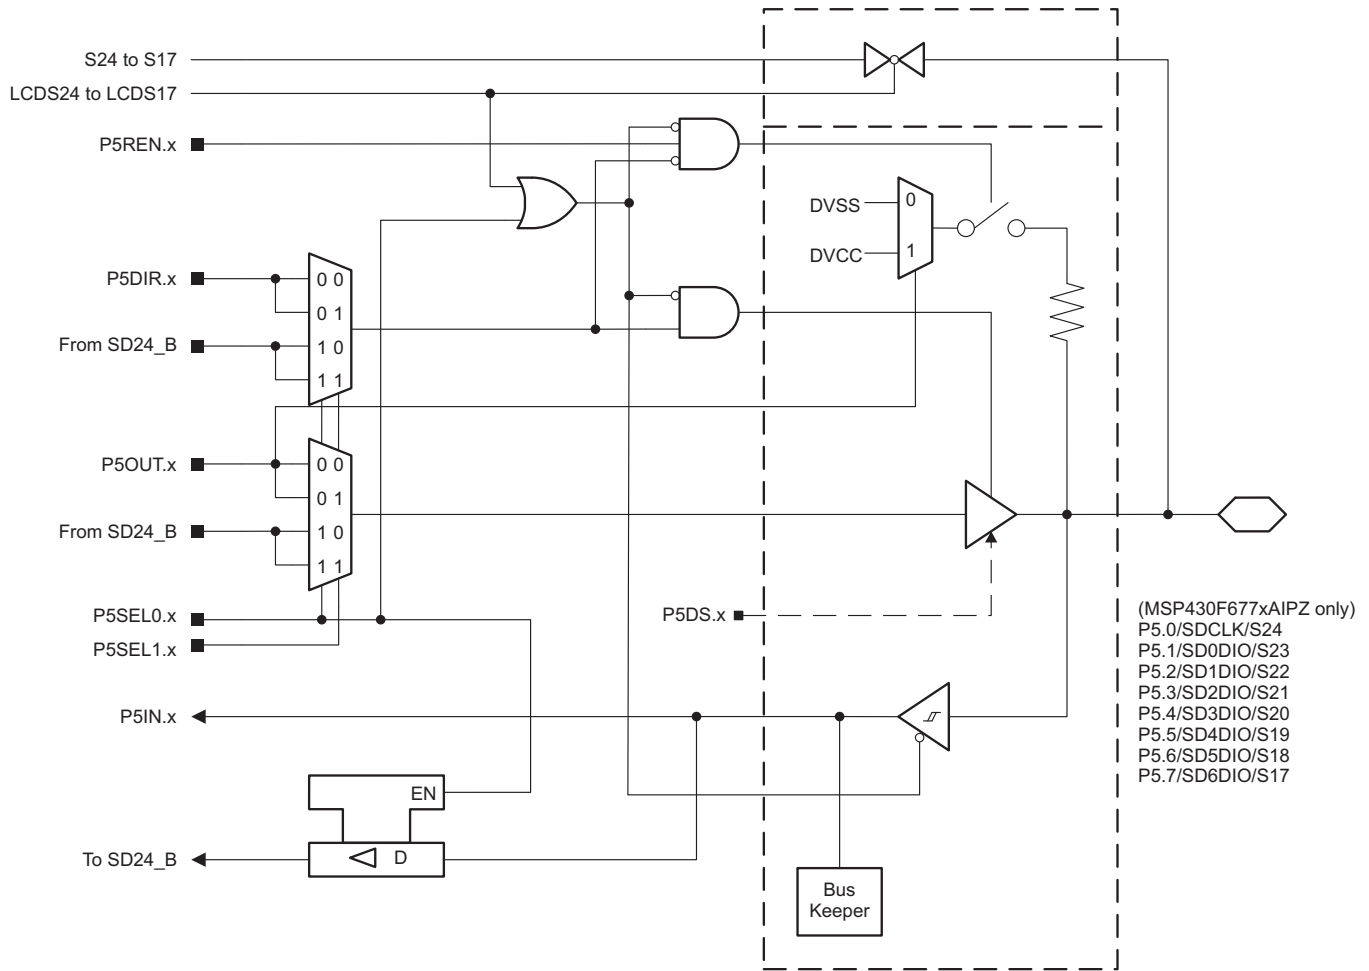 S24 to S17
LCDS24 to LCDS17
P5REN.x
DVSS
0
DVCC
1
P5DIR.x
0 0
0 1
From SD24_B
1 0
1 1
P5OUT.x
0 0
0 1
From SD24_B
1 0
1 1
P5SEL0.x
P5SEL1.x
P5DS.x
(MSP430F677xAIPZ only)
P5.0/SDCLK/S24
P5.1/SD0DIO/S23
P5.2/SD1DIO/S22
P5.3/SD2DIO/S21
P5.4/SD3DIO/S20
P5.5/SD4DIO/S19
P5.6/SD5DIO/S18
P5.7/SD6DIO/S17
P5IN.x
EN
To SD24_B
D
Bus
Keeper